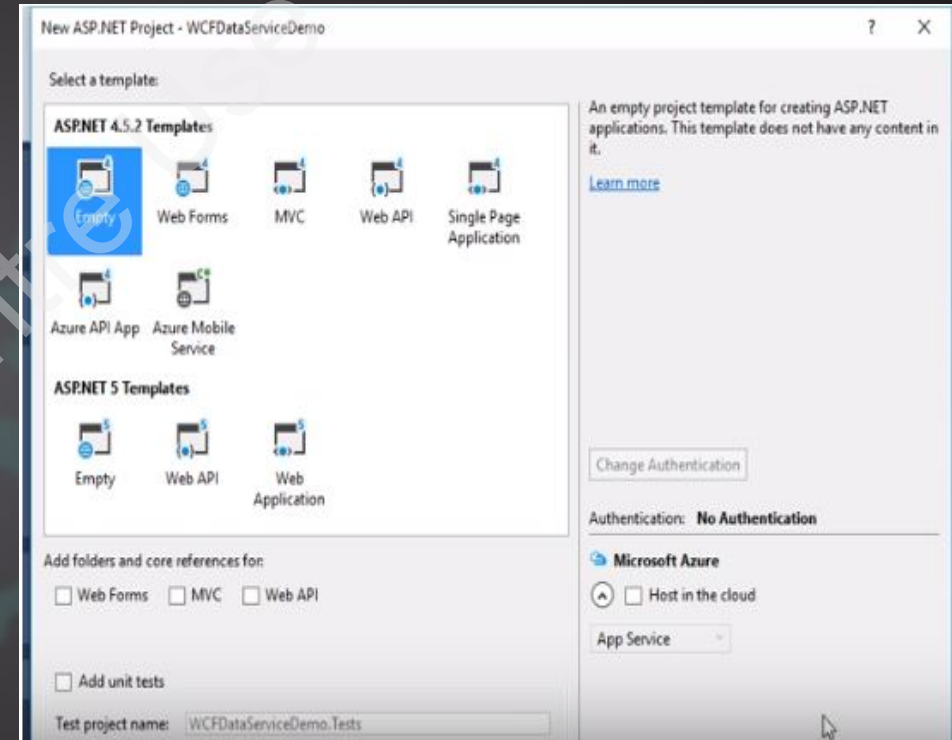 New ASP.NET Project - WCFDataServiceDemo
?
X
Select a template:
ASP.NET 4.5.2 Templates
Empty
Web Forms
MVC
Web API
Single Page
Application
Azure API App
Azure Mobile
Service
ASP.NET 5 Templates
Empty
Web API
Web
Application
An empty project template for creating ASP.NET
applications. This template does not have any content in
it.
Learn more
Change Authentication
Authentication: No Authentication
Microsoft Azure
Host in the cloud
App Service
Add folders and core references for:
Web Forms MVC Web API
Add unit tests
Test project name: WCFDataServiceDemo.Tests